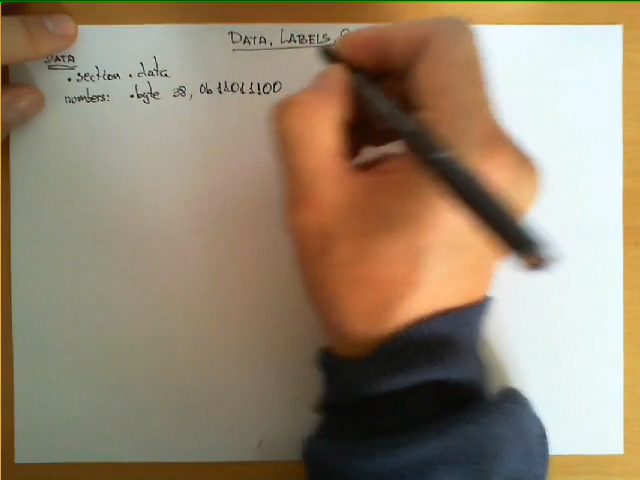 DATA, LABELS,
DATA
.section .data
numbers: .byte 38, 0b11011100